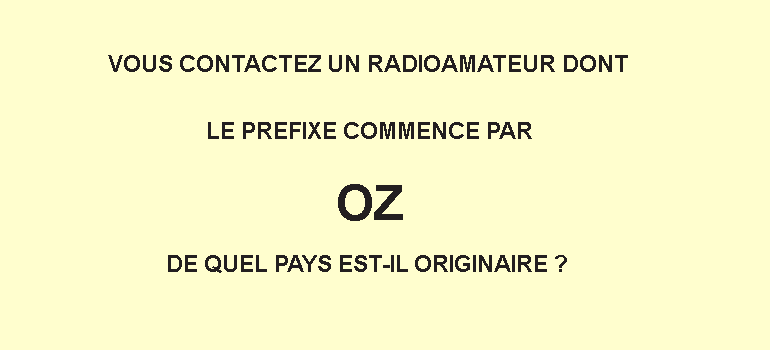 VOUS CONTACTEZ UN RADIOAMATEUR DONT
LE PREFIXE COMMENCE PAR
OZ
DE QUEL PAYS EST-IL ORIGINAIRE ?